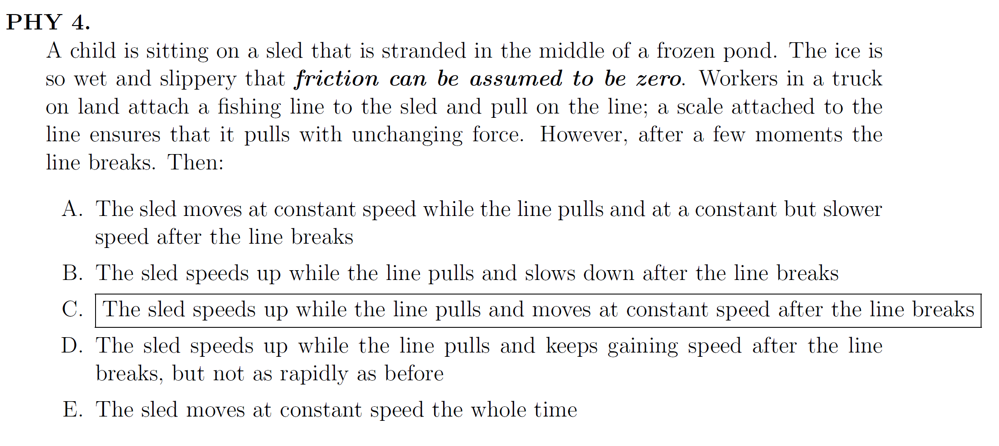 PHY 4.
A child is sitting on a sled that is stranded in the middle of a frozen pond. The ice is
so wet and slippery that friction can be assumed to be zero. Workers in a truck
on land attach a fishing line to the sled and pull on the line; a scale attached to the
line ensures that it pulls with unchanging force. However, after a few moments the
line breaks. Then:
A. The sled moves at constant speed while the line pulls and at a constant but slower
speed after the line breaks
B. The sled speeds up while the line pulls and slows down after the line breaks
C. The sled speeds up while the line pulls and moves at constant speed after the line breaks
D. The sled speeds up while the line pulls and keeps gaining speed after the line
breaks, but not as rapidly as before
E. The sled moves at constant speed the whole time